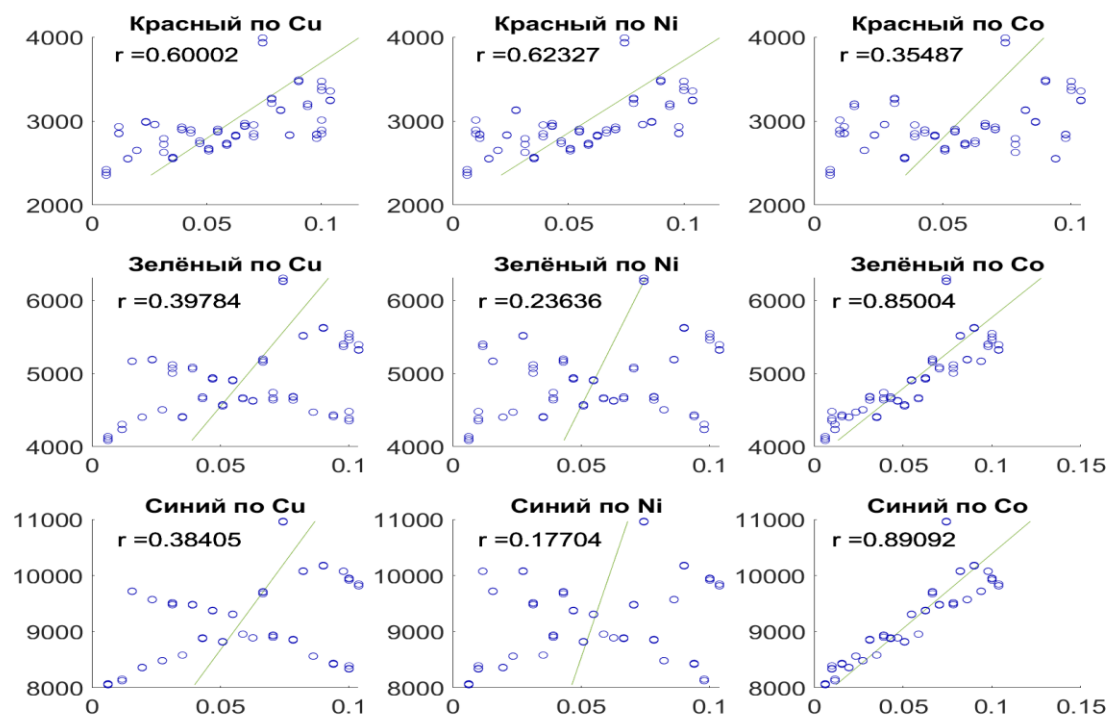 Красный по Cu Красный по Ni Красный по Co
4000 4000 4000
r =0.60002 r =0.62327 r =0.35487
3000 3000 3000
2000 2000 2000
0 0.05 0.1 0 0.05 0.1 0 0.05 0.1
Зелёный по Cu Зелёный по Ni Зелёный по Co
6000 6000 6000
r =0.39784 r =0.23636 r =0.85004
5000 5000 5000
4000 4000 4000
0 0.05 0.1 0 0.05 0.1 0 0.05 0.1 0.15
Синий по Cu Синий по Ni Синий по Co
11000 11000 11000
r =0.38405 r =0.17704 r =0.89092
10000 10000 10000
9000 9000 9000
8000 8000 8000
0 0.05 0.1 0 0.05 0.1 0 0.05 0.1 0.15